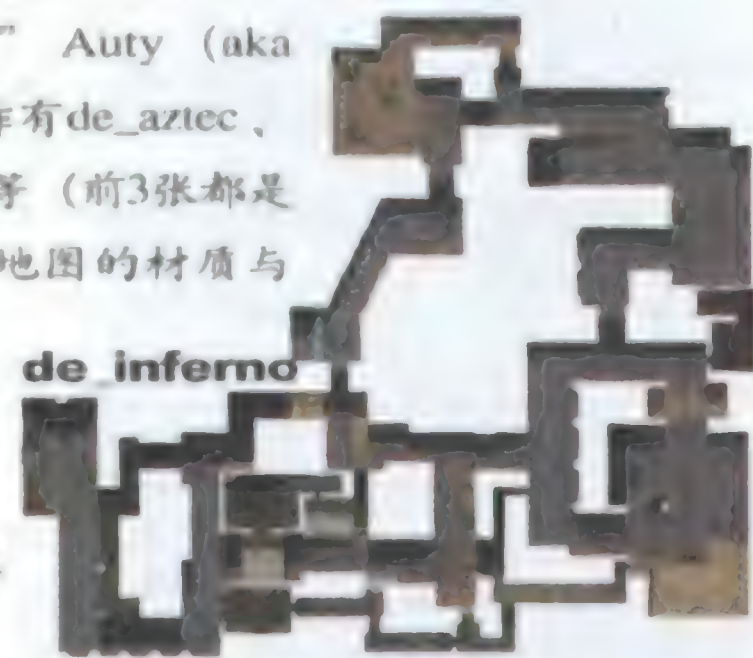 ” Auty (aka
作有de_aztec、
等（前3张都是
地图的材质与
de_inferno